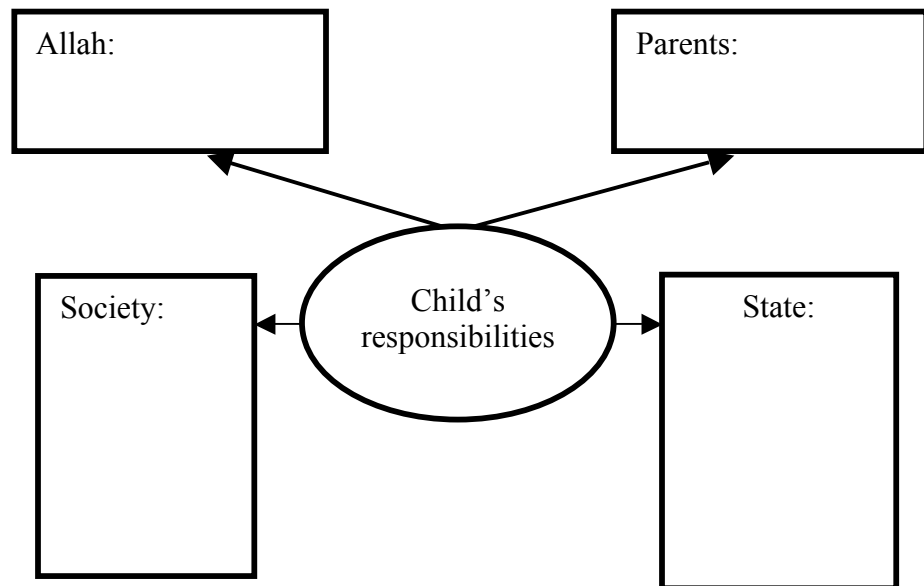 Allah:
Parents:
Society:
Child’s
responsibilities
State: